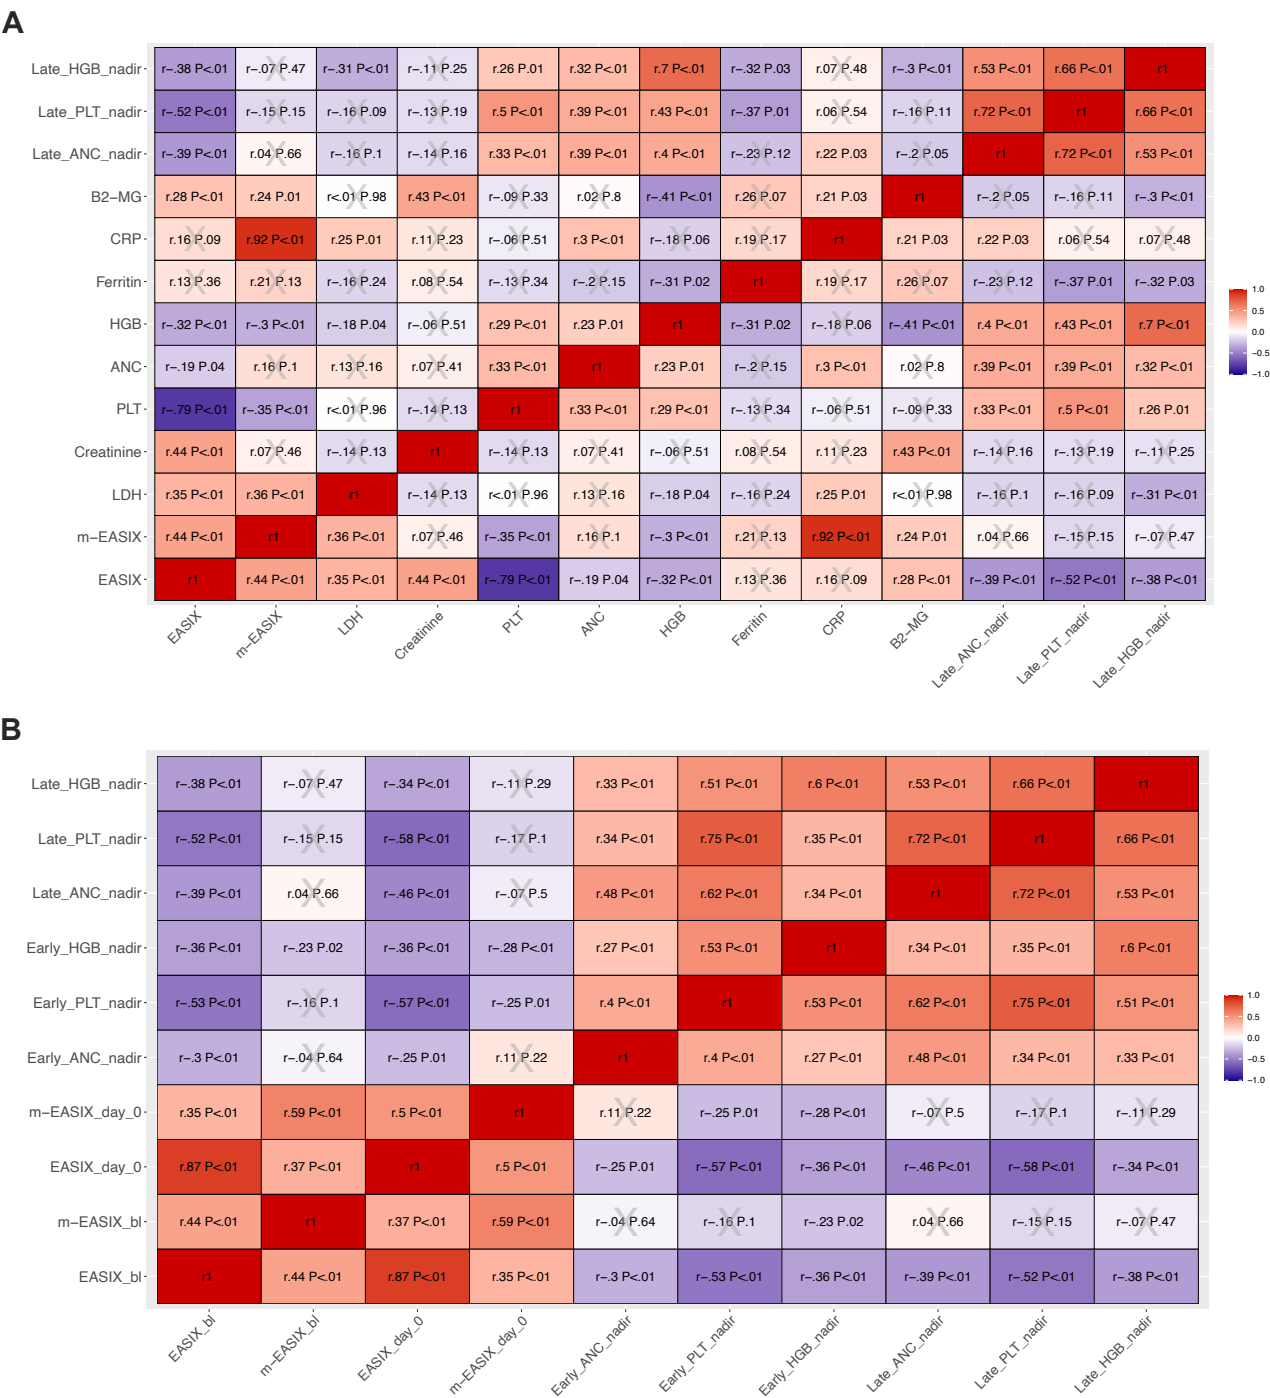 A
Late_HGB_nadir r−.38 P<.01 r−.07 P.47 r−.31 P<.01 r−.11 P.25 r.26 P.01 r.32 P<.01 r.7 P<.01 r−.32 P.03 r.07 P.48 r−.3 P<.01 r.53 P<.01 r.66 P<.01 r1
Late_PLT_nadir r−.52 P<.01 r−.15 P.15 r−.16 P.09 r−.13 P.19 r.5 P<.01 r.39 P<.01 r.43 P<.01 r−.37 P.01 r.06 P.54 r−.16 P.11 r.72 P<.01 r1 r.66 P<.01
Late_ANC_nadir r−.39 P<.01 r.04 P.66 r−.16 P.1 r−.14 P.16 r.33 P<.01 r.39 P<.01 r.4 P<.01 r−.23 P.12 r.22 P.03 r−.2 P.05 r1 r.72 P<.01 r.53 P<.01
B2−MG r.28 P<.01 r.24 P.01 r<.01 P.98 r.43 P<.01 r−.09 P.33 r.02 P.8 r−.41 P<.01 r.26 P.07 r.21 P.03 r1 r−.2 P.05 r−.16 P.11 r−.3 P<.01
CRP r.16 P.09 r.92 P<.01 r.25 P.01 r.11 P.23 r−.06 P.51 r.3 P<.01 r−.18 P.06 r.19 P.17 r1 r.21 P.03 r.22 P.03 r.06 P.54 r.07 P.48
Ferritin r.13 P.36 r.21 P.13 r−.16 P.24 r.08 P.54 r−.13 P.34 r−.2 P.15 r−.31 P.02 r1 r.19 P.17 r.26 P.07 r−.23 P.12 r−.37 P.01 r−.32 P.03
HGB r−.32 P<.01 r−.3 P<.01 r−.18 P.04 r−.06 P.51 r.29 P<.01 r.23 P.01 r1 r−.31 P.02 r−.18 P.06 r−.41 P<.01 r.4 P<.01 r.43 P<.01 r.7 P<.01
ANC r−.19 P.04 r.16 P.1 r.13 P.16 r.07 P.41 r.33 P<.01 r1 r.23 P.01 r−.2 P.15 r.3 P<.01 r.02 P.8 r.39 P<.01 r.39 P<.01 r.32 P<.01
PLT r−.79 P<.01 r−.35 P<.01 r<.01 P.96 r−.14 P.13 r1 r.33 P<.01 r.29 P<.01 r−.13 P.34 r−.06 P.51 r−.09 P.33 r.33 P<.01 r.5 P<.01 r.26 P.01
Creatinine r.44 P<.01 r.07 P.46 r−.14 P.13 r1 r−.14 P.13 r.07 P.41 r−.06 P.51 r.08 P.54 r.11 P.23 r.43 P<.01 r−.14 P.16 r−.13 P.19 r−.11 P.25
LDH r.35 P<.01 r.36 P<.01 r1 r−.14 P.13 r<.01 P.96 r.13 P.16 r−.18 P.04 r−.16 P.24 r.25 P.01 r<.01 P.98 r−.16 P.1 r−.16 P.09 r−.31 P<.01
m−EASIX r.44 P<.01 r1 r.36 P<.01 r.07 P.46 r−.35 P<.01 r.16 P.1 r−.3 P<.01 r.21 P.13 r.92 P<.01 r.24 P.01 r.04 P.66 r−.15 P.15 r−.07 P.47
EASIX r1 r.44 P<.01 r.35 P<.01 r.44 P<.01 r−.79 P<.01 r−.19 P.04 r−.32 P<.01 r.13 P.36 r.16 P.09 r.28 P<.01 r−.39 P<.01 r−.52 P<.01 r−.38 P<.01
EASIX m−EASIX LDH Creatinine PLT ANC HGB Ferritin CRP B2−MG Late_ANC_nadir Late_PLT_nadir Late_HGB_nadir
1.0
0.5
0.0
−0.5
−1.0
B
Late_HGB_nadir r−.38 P<.01 r−.07 P.47 r−.34 P<.01 r−.11 P.29 r.33 P<.01 r.51 P<.01 r.6 P<.01 r.53 P<.01 r.66 P<.01 r1
Late_PLT_nadir r−.52 P<.01 r−.15 P.15 r−.58 P<.01 r−.17 P.1 r.34 P<.01 r.75 P<.01 r.35 P<.01 r.72 P<.01 r1 r.66 P<.01
Late_ANC_nadir r−.39 P<.01 r.04 P.66 r−.46 P<.01 r−.07 P.5 r.48 P<.01 r.62 P<.01 r.34 P<.01 r1 r.72 P<.01 r.53 P<.01
Early_HGB_nadir r−.36 P<.01 r−.23 P.02 r−.36 P<.01 r−.28 P<.01 r.27 P<.01 r.53 P<.01 r1 r.34 P<.01 r.35 P<.01 r.6 P<.01
Early_PLT_nadir r−.53 P<.01 r−.16 P.1 r−.57 P<.01 r−.25 P.01 r.4 P<.01 r1 r.53 P<.01 r.62 P<.01 r.75 P<.01 r.51 P<.01
Early_ANC_nadir r−.3 P<.01 r−.04 P.64 r−.25 P.01 r.11 P.22 r1 r.4 P<.01 r.27 P<.01 r.48 P<.01 r.34 P<.01 r.33 P<.01
m−EASIX_day_0 r.35 P<.01 r.59 P<.01 r.5 P<.01 r1 r.11 P.22 r−.25 P.01 r−.28 P<.01 r−.07 P.5 r−.17 P.1 r−.11 P.29
EASIX_day_0 r.87 P<.01 r.37 P<.01 r1 r.5 P<.01 r−.25 P.01 r−.57 P<.01 r−.36 P<.01 r−.46 P<.01 r−.58 P<.01 r−.34 P<.01
m−EASIX_bl r.44 P<.01 r1 r.37 P<.01 r.59 P<.01 r−.04 P.64 r−.16 P.1 r−.23 P.02 r.04 P.66 r−.15 P.15 r−.07 P.47
EASIX_bl r1 r.44 P<.01 r.87 P<.01 r.35 P<.01 r−.3 P<.01 r−.53 P<.01 r−.36 P<.01 r−.39 P<.01 r−.52 P<.01 r−.38 P<.01
EASIX_bl m−EASIX_bl EASIX_day_0 m−EASIX_day_0 Early_ANC_nadir Early_PLT_nadir Early_HGB_nadir Late_ANC_nadir Late_PLT_nadir Late_HGB_nadir
1.0
0.5
0.0
−0.5
−1.0